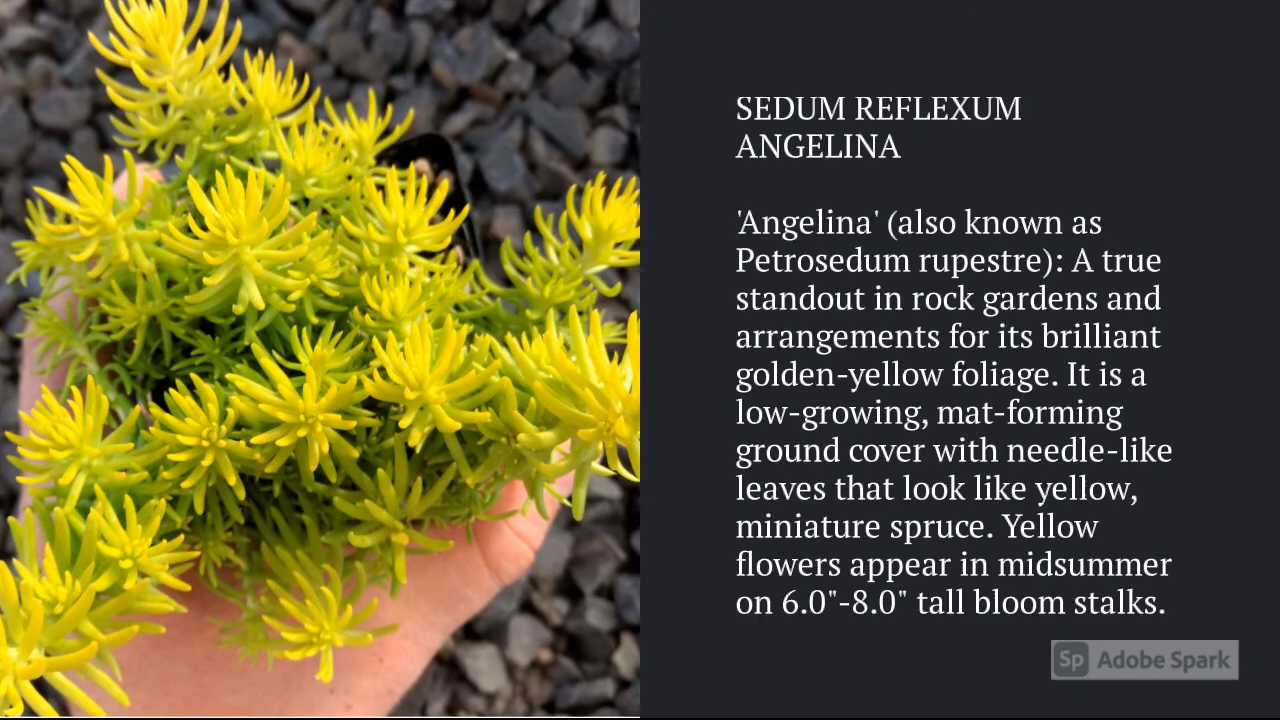 SEDUM REFLEXUM
ANGELINA
'Angelina' (also known as
Petrosedum rupestre): A true
standout in rock gardens and
arrangements for its brilliant
golden-yellow foliage. It is a
low-growing, mat-forming
ground cover with needle-like
leaves that look like yellow,
miniature spruce. Yellow
flowers appear in midsummer
on 6.0"-8.0" tall bloom stalks.
Sp Adobe Spark